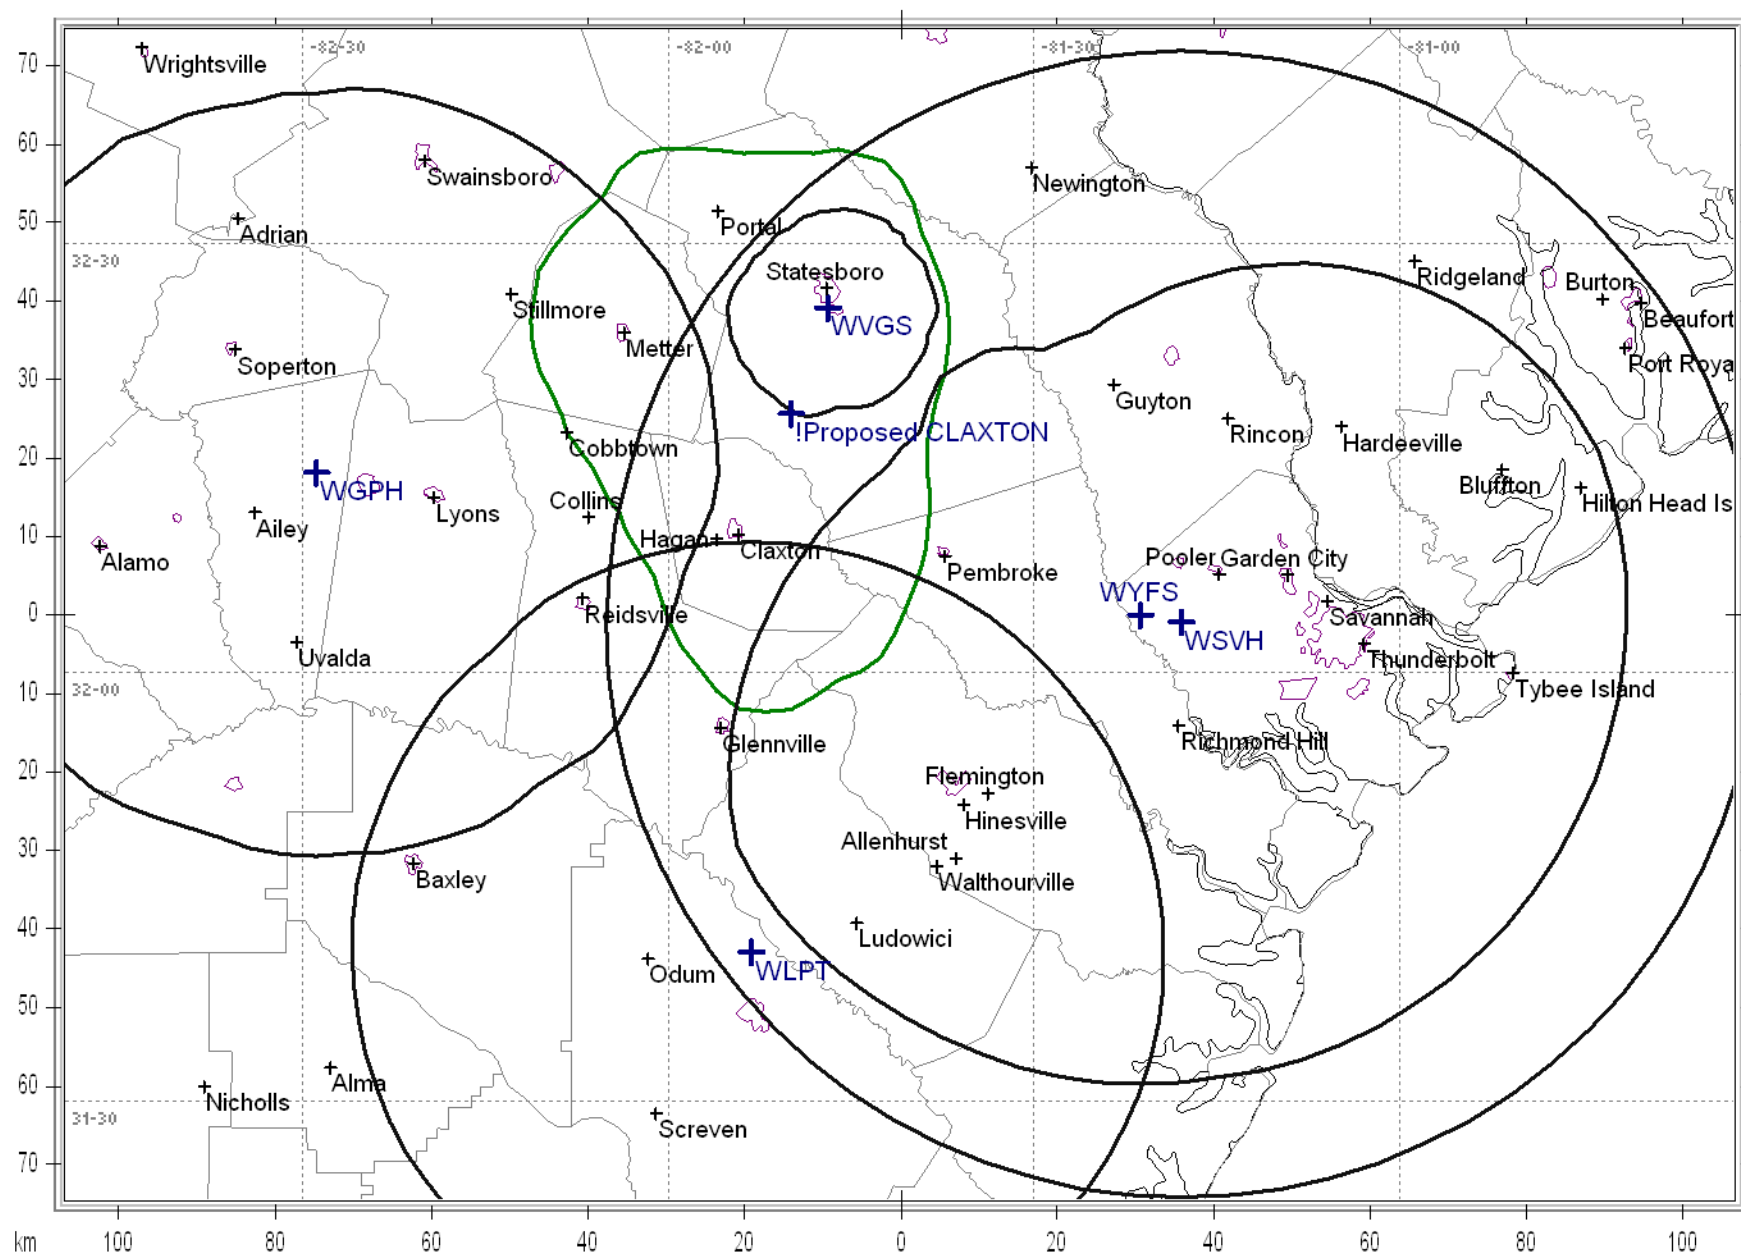 -82-30
-82-00
-81-30
-81-00
70
Wrightsville
60
Swainsboro
Newington
50
Portal
Adrian
32-30
Statesboro
Ridgeland
Burton
40
Stillmore
WVGS
Beaufort
Metter
Soperton
Port Roya
30
Guyton
!Proposed CLAXTON
Rincon
Hardeeville
20
Cobbtown
WGPH
Bluffton
Collins
Hilton Head Is
Lyons
Ailey
10
Hagan
Claxton
Alamo
Pembroke
Pooler
Garden City
WYFS
0
Reidsville
Savannah
WSVH
Uvalda
Thunderbolt
32-00
Tybee Island
10
Glennville
Richmond Hill
20
Flemington
Hinesville
Allenhurst
30
Baxley
Walthourville
40
Ludowici
Odum
WLPT
50
Alma
60
Nicholls
31-30
Screven
70
km
100
80
60
40
20
0
20
40
60
80
100